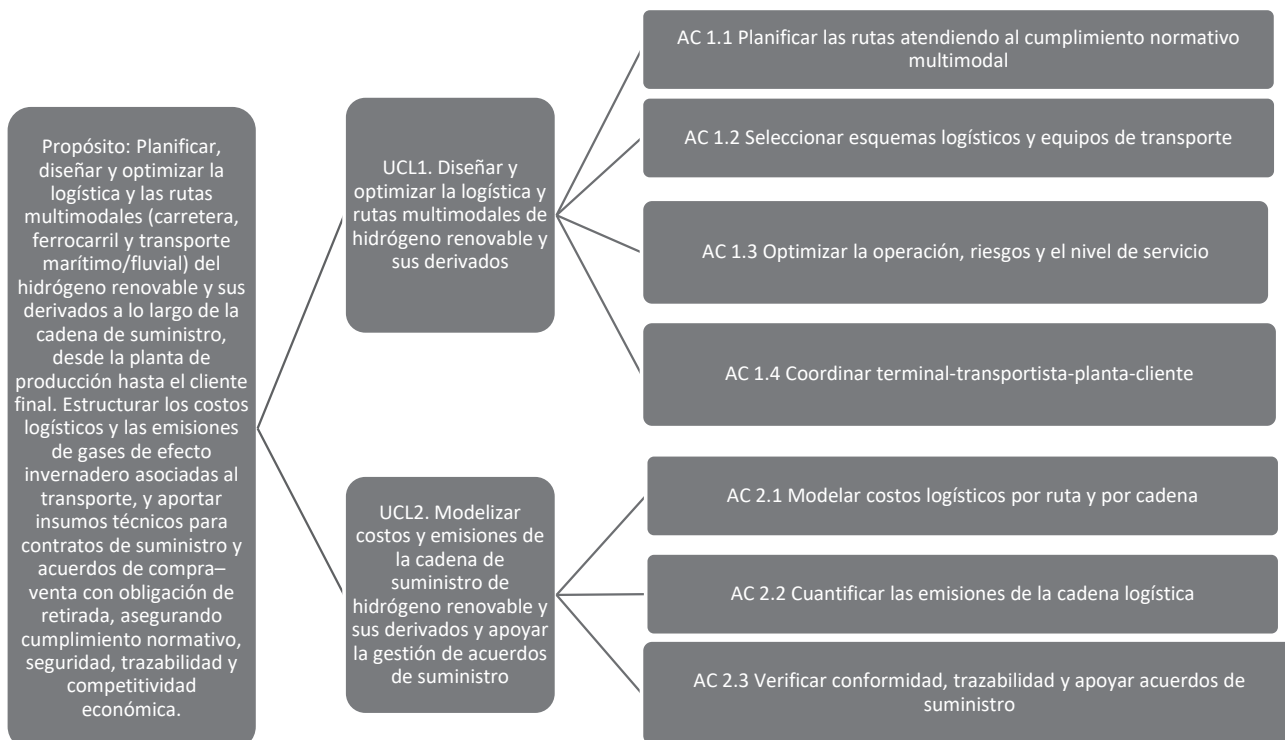 Propósito: Planificar,
diseñar y optimizar la
logística y las rutas
multimodales (carretera,
ferrocarril y transporte
marítimo/fluvial) del
hidrógeno renovable y sus
derivados a lo largo de la
cadena de suministro,
desde la planta de
producción hasta el cliente
final. Estructurar los costos
logísticos y las emisiones
de gases de efecto
invernadero asociadas al
transporte, y aportar
insumos técnicos para
contratos de suministro y
acuerdos de compra–
venta con obligación de
retirada, asegurando
cumplimiento normativo,
seguridad, trazabilidad y
competitividad
económica.
UCL1. Diseñar y
optimizar la logística y
rutas multimodales de
hidrógeno renovable y
sus derivados
AC 1.1 Planificar las rutas atendiendo al cumplimiento normativo
multimodal
AC 1.2 Seleccionar esquemas logísticos y equipos de transporte
AC 1.3 Optimizar la operación, riesgos y el nivel de servicio
AC 1.4 Coordinar terminal-transportista-planta-cliente
UCL2. Modelizar
costos y emisiones de
la cadena de
suministro de
hidrógeno renovable y
sus derivados y apoyar
la gestión de acuerdos
de suministro
AC 2.1 Modelar costos logísticos por ruta y por cadena
AC 2.2 Cuantificar las emisiones de la cadena logística
AC 2.3 Verificar conformidad, trazabilidad y apoyar acuerdos de
suministro